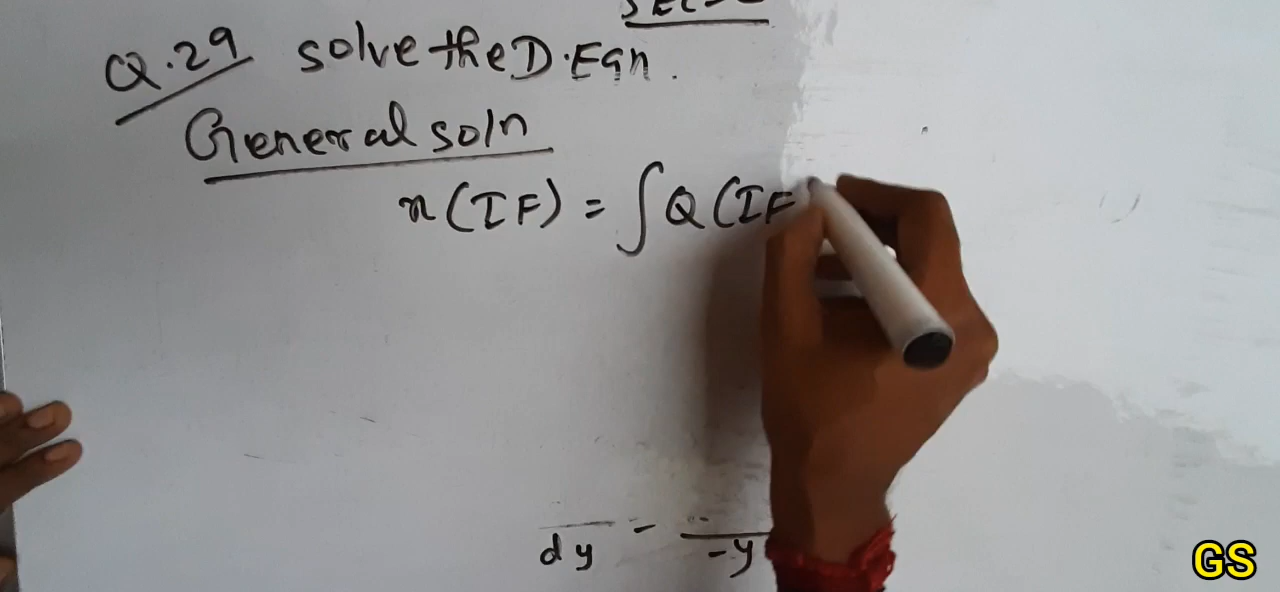 Q.29 solve the D.Eqn.
General soln
x(IF) = ∫Q(IF)
dy - -y
GS